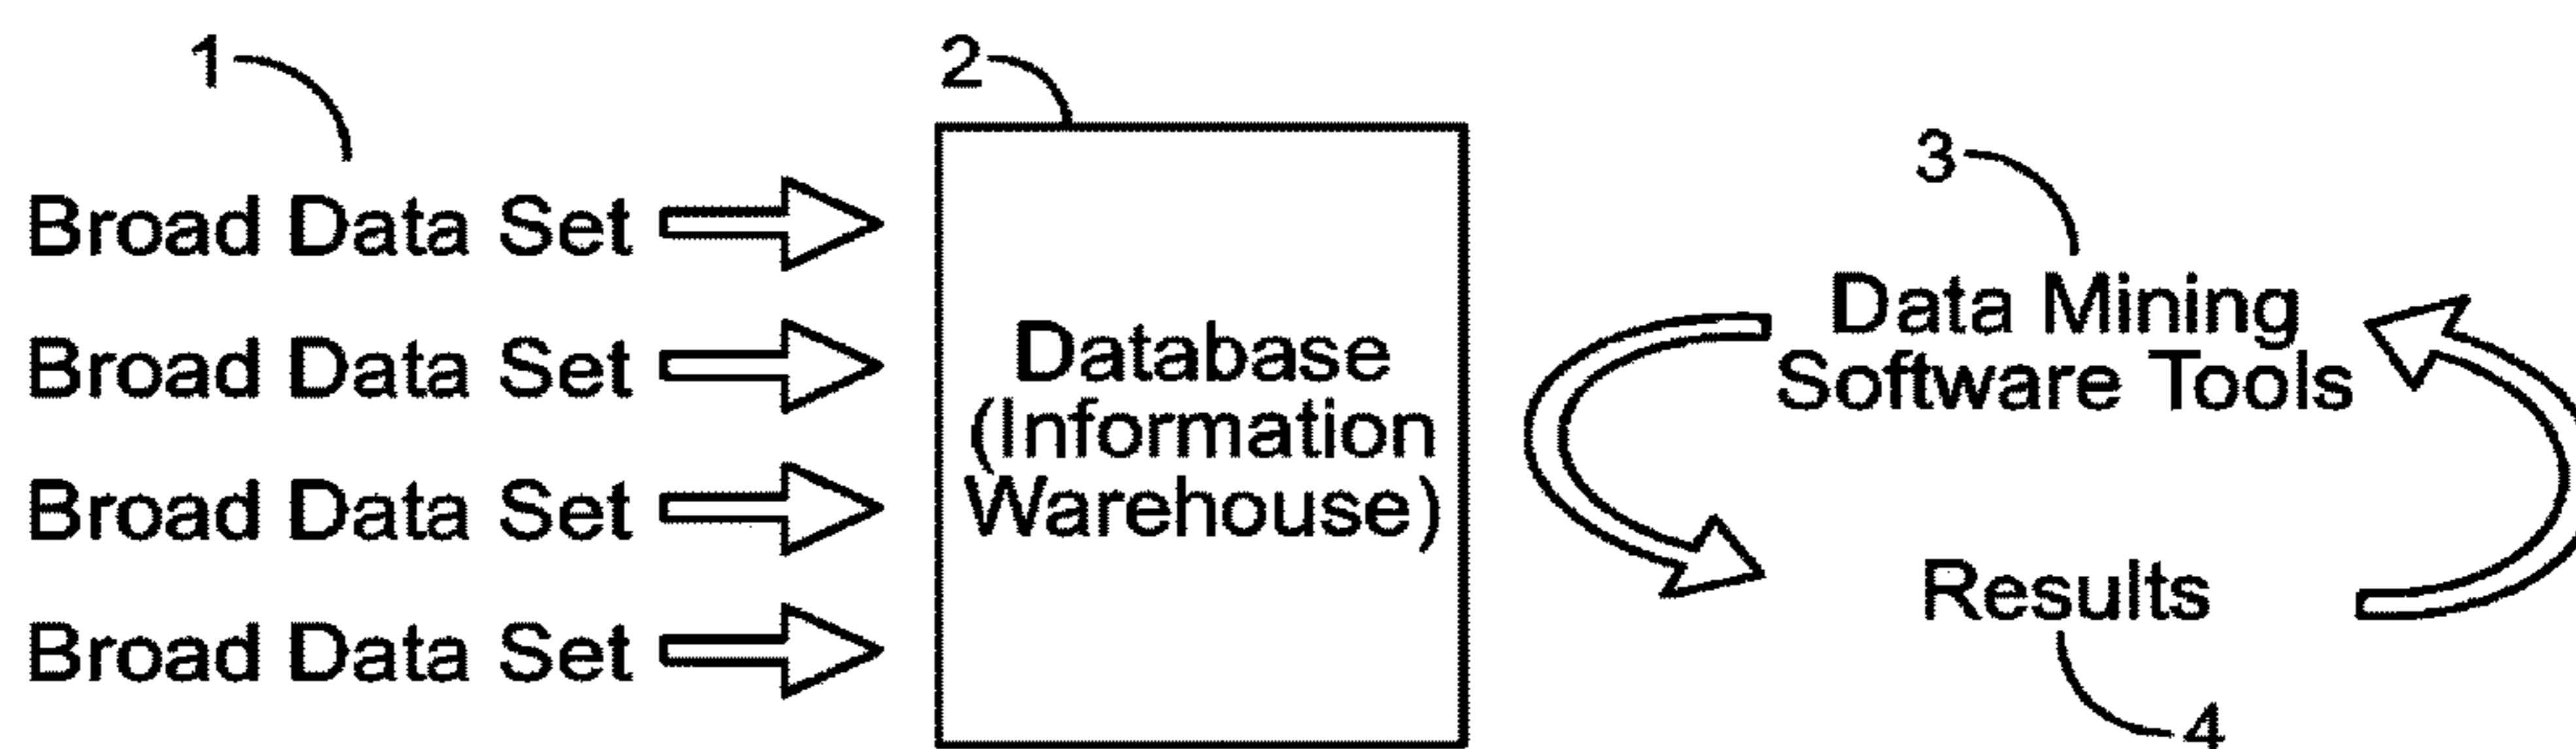 1
2
3
Broad Data Set
Broad Data Set
Broad Data Set
Broad Data Set
Database
(Information
Warehouse)
Data Mining
Software Tools
Results
4